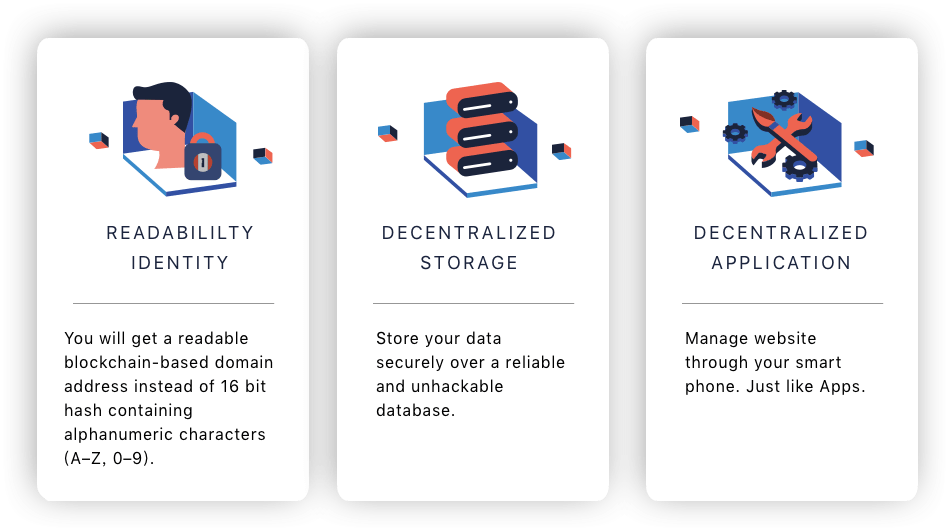 READABILILTY
IDENTITY
You will get a readable
blockchain-based domain
address instead of 16 bit
hash containing
alphanumeric characters
(A–Z, 0–9).
DECENTRALIZED
STORAGE
Store your data
securely over a reliable
and unhackable
database.
DECENTRALIZED
APPLICATION
Manage website
through your smart
phone. Just like Apps.